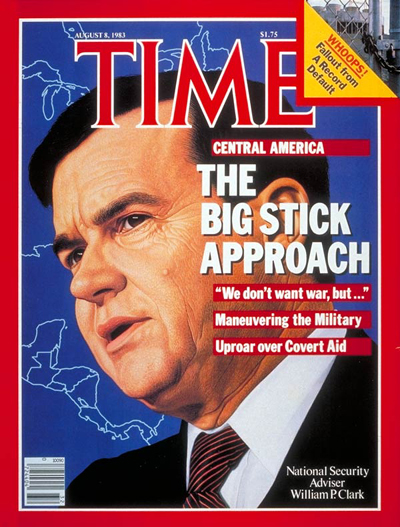 AUGUST 8, 1983
$1.75
TIME
WHOOPS!
Fallout from
A Record
Default
CENTRAL AMERICA
THE
BIG STICK
APPROACH
"We don't want war, but ..."
Maneuvering the Military
Uproar over Covert Aid
National Security
Adviser
William P. Clark